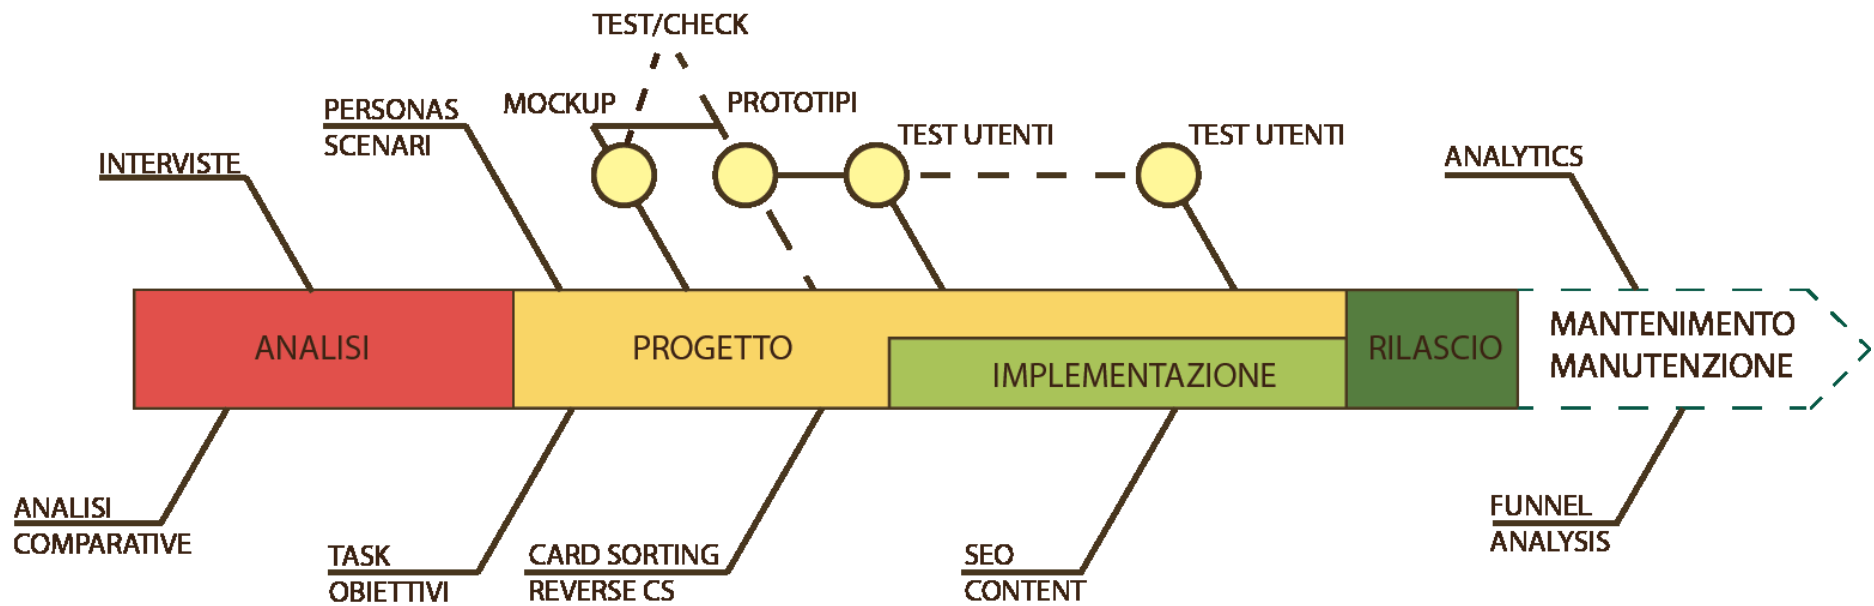 TEST/CHECK
MOCKUP
PROTOTIPI
PERSONAS
SCENARI
TEST UTENTI
TEST UTENTI
INTERVISTE
ANALYTICS
ANALISI
PROGETTO
IMPLEMENTAZIONE
RILASCIO
MANTENIMENTO
MANUTENZIONE
ANALISI
COMPARATIVE
TASK
OBIETTIVI
CARD SORTING
REVERSE CS
SEO
CONTENT
FUNNEL
ANALYSIS